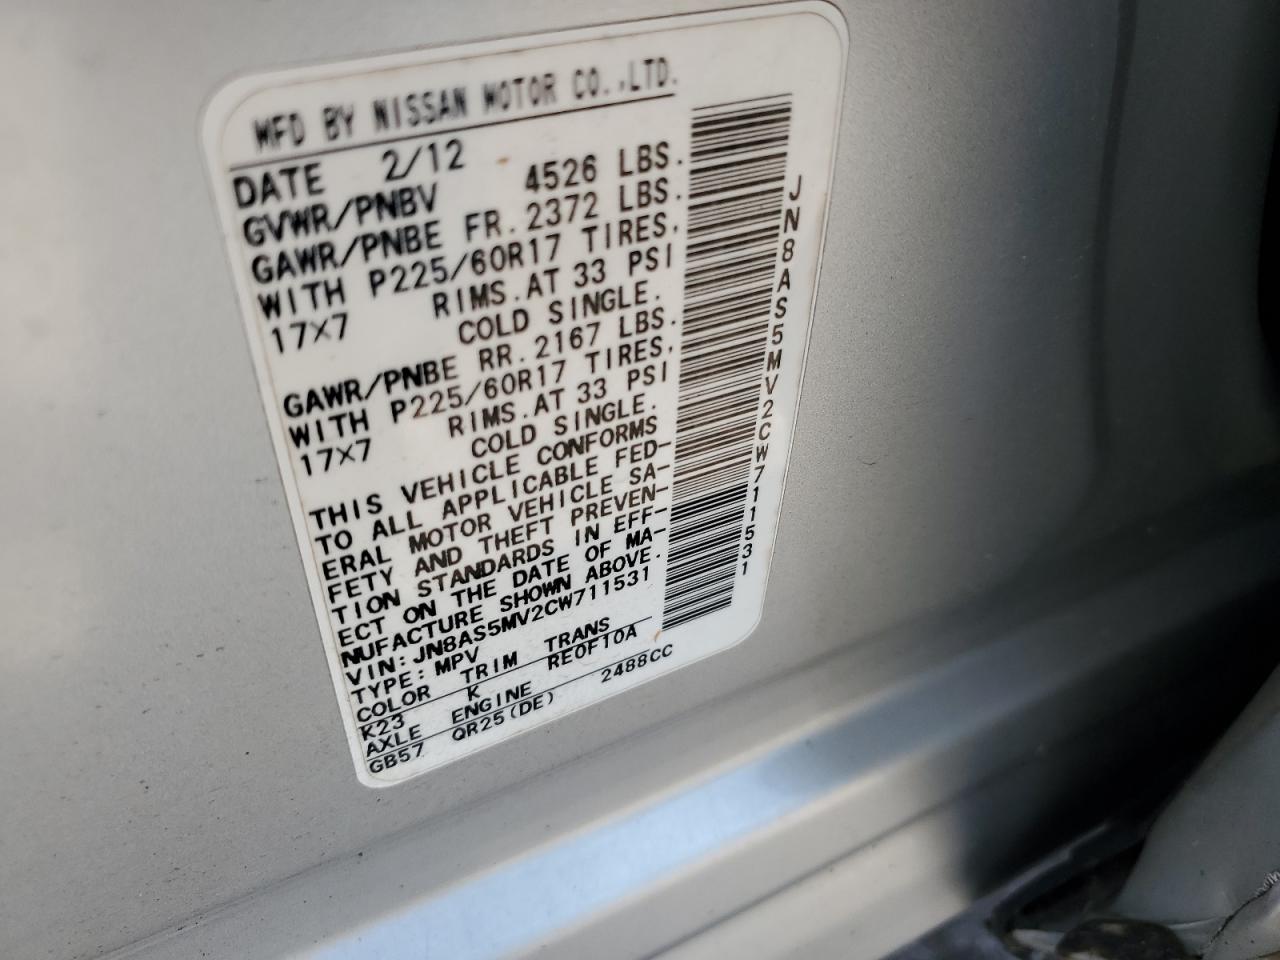 MFD BY NISSAN MOTOR CO.,LTD.
DATE 2/12
GVWR/PNBV 4526 LBS.
GAWR/PNBE FR. 2372 LBS.
WITH P225/60R17 TIRES.
17×7 RIMS.AT 33 PSI
COLD SINGLE.
GAWR/PNBE RR. 2167 LBS.
WITH P225/60R17 TIRES.
17×7 RIMS.AT 33 PSI
COLD SINGLE.
THIS VEHICLE CONFORMS
TO ALL APPLICABLE FED-
ERAL MOTOR VEHICLE SA-
FETY AND THEFT PREVEN-
TION STANDARDS IN EFF-
ECT ON THE DATE OF MA-
NUFACTURE SHOWN ABOVE.
VIN:JN8AS5MV2CW711531
TYPE:MPV
COLOR TRIM TRANS
K23 K RE0F10A
AXLE ENGINE
GB57 QR25(DE) 2488CC
JN8AS5MV2CW711531